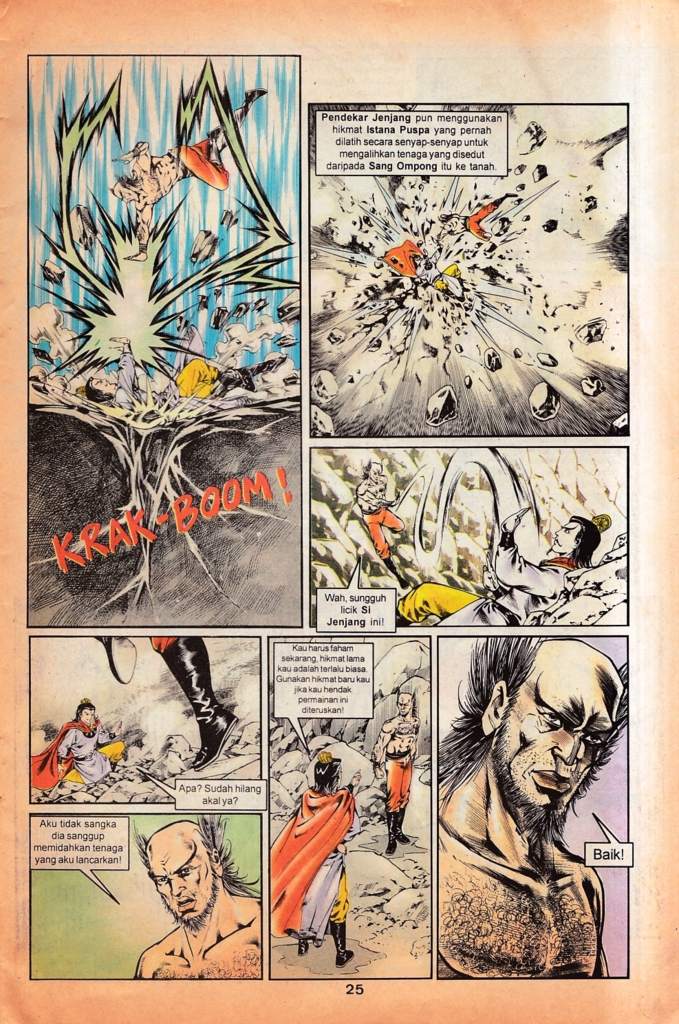 KRAK-BOOM!
Pendekar Jenjang pun menggunakan
hikmat Istana Puspa yang pernah
dilatih secara senyap-senyap untuk
mengalihkan tenaga yang disedut
daripada Sang Ompong itu ke tanah.
Wah, sungguh
licik Si
Jenjang ini!
Apa? Sudah hilang
akal ya?
Aku tidak sangka
dia sanggup
memidahkan tenaga
yang aku lancarkan!
Kau harus faham
sekarang, hikmat lama
kau adalah terlalu biasa.
Gunakan hikmat baru kau
jika kau hendak
permainan ini
diteruskan!
Baik!
25